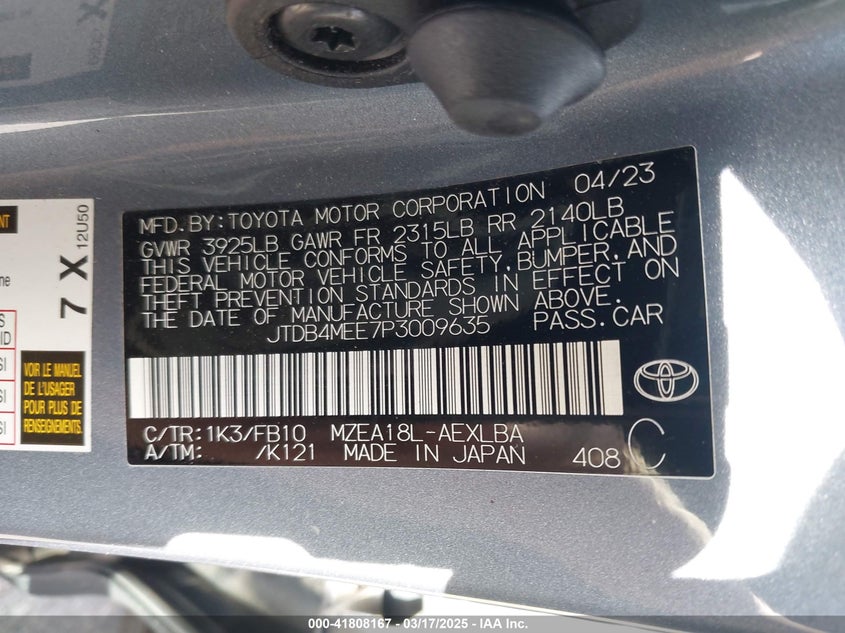 MFD. BY: TOYOTA MOTOR CORPORATION 04/23
GVWR 3925LB GAWR FR 2315LB RR 2140LB
THIS VEHICLE CONFORMS TO ALL APPLICABLE
FEDERAL MOTOR VEHICLE SAFETY, BUMPER, AND
THEFT PREVENTION STANDARDS IN EFFECT ON
THE DATE OF MANUFACTURE SHOWN ABOVE.
JTDB4MEE7P3009635 PASS. CAR
C/TR: 1K3/FB10 MZEA18L-AEXLBA
A/TM: /K121 MADE IN JAPAN 408 C
7 X
12U50
VOIR LE MANUEL
DE L'USAGER
POUR PLUS DE
RENSEIGNEMENTS
000-41808167 - 03/17/2025 - IAA Inc.